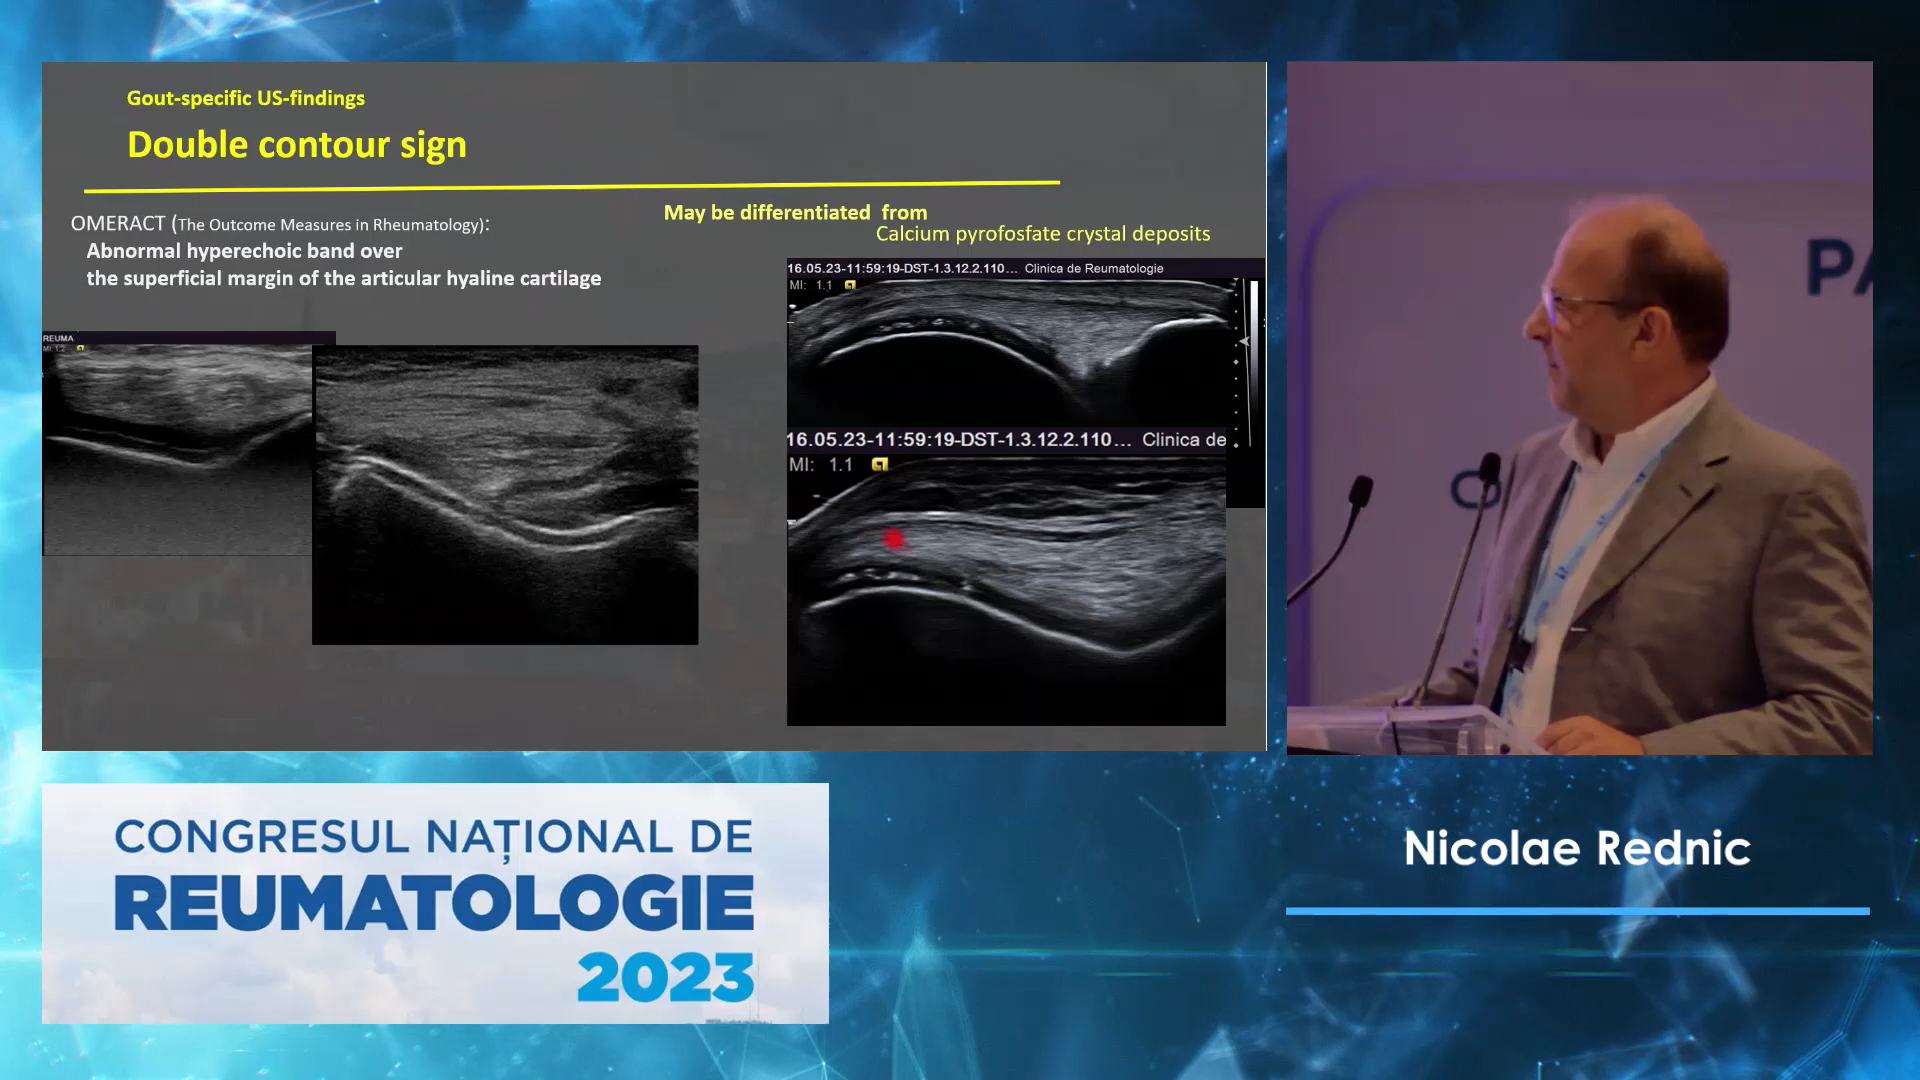 Gout-specific US-findings
Double contour sign
OMERACT (The Outcome Measures in Rheumatology):
Abnormal hyperechoic band over
the superficial margin of the articular hyaline cartilage
May be differentiated from
Calcium pyrofosfate crystal deposits
REUMA
MI: 1.2
16.05.23-11:59:19-DST-1.3.12.2.110... Clinica de Reumatologie
MI: 1.1
16.05.23-11:59:19-DST-1.3.12.2.110... Clinica de
MI: 1.1
PA
CONGRESUL NAȚIONAL DE
REUMATOLOGIE
2023
Nicolae Rednic